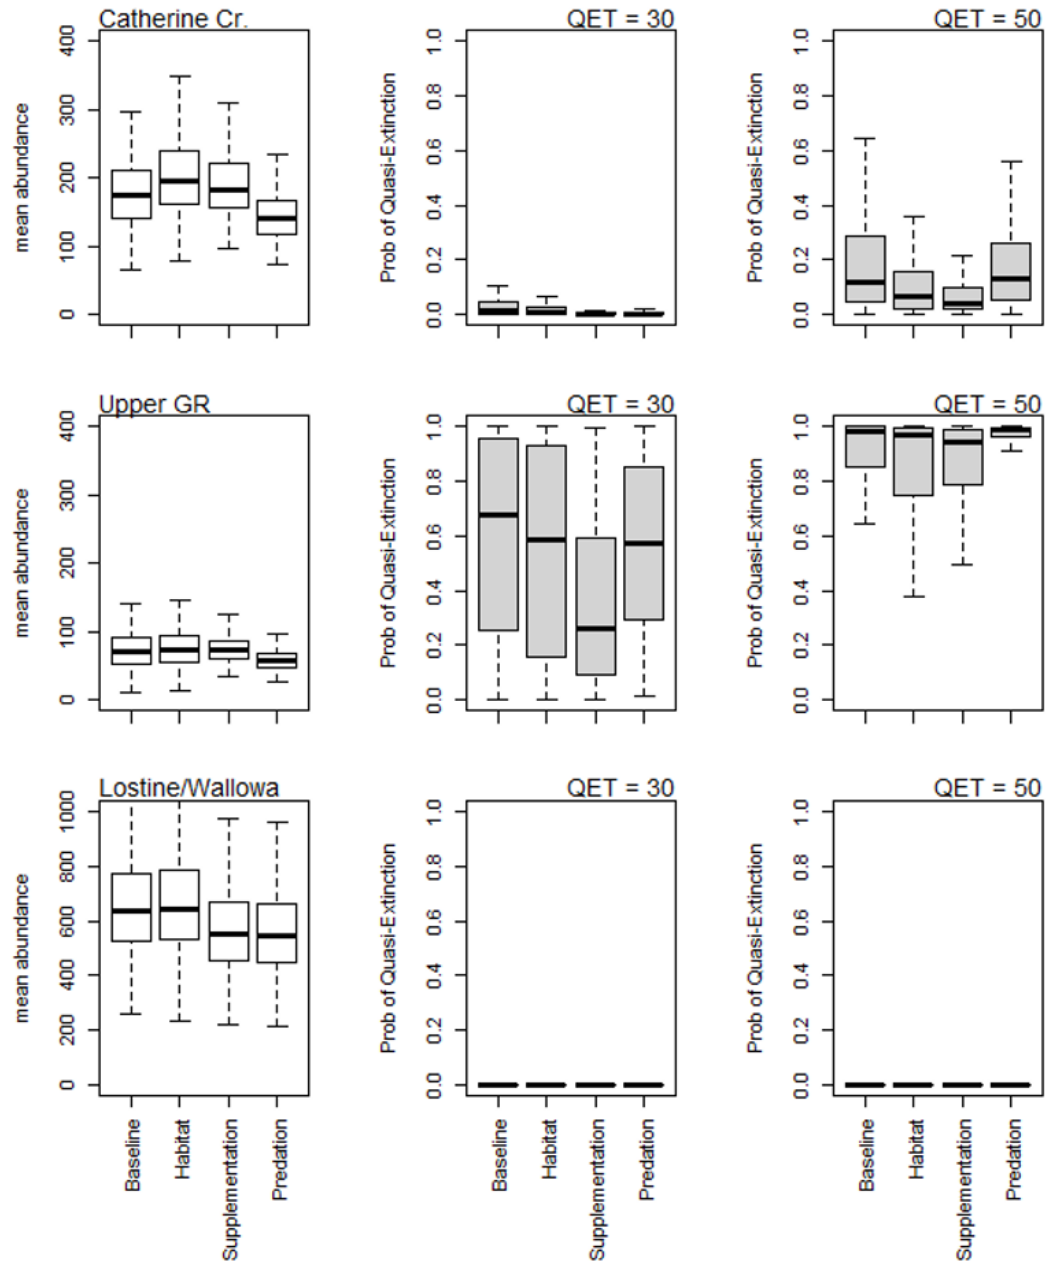 Catherine Cr.
QET = 30
QET = 50
mean abundance
0 100 200 300 400
Prob of Quasi-Extinction
0.0 0.2 0.4 0.6 0.8 1.0
Prob of Quasi-Extinction
0.0 0.2 0.4 0.6 0.8 1.0
Upper GR
QET = 30
QET = 50
mean abundance
0 100 200 300 400
Prob of Quasi-Extinction
0.0 0.2 0.4 0.6 0.8 1.0
Prob of Quasi-Extinction
0.0 0.2 0.4 0.6 0.8 1.0
Lostine/Wallowa
QET = 30
QET = 50
mean abundance
0 200 400 600 800 1000
Prob of Quasi-Extinction
0.0 0.2 0.4 0.6 0.8 1.0
Prob of Quasi-Extinction
0.0 0.2 0.4 0.6 0.8 1.0
Baseline
Habitat
Supplementation
Predation
Baseline
Habitat
Supplementation
Predation
Baseline
Habitat
Supplementation
Predation